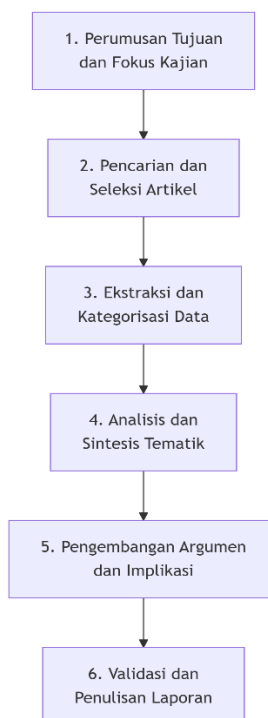 1. Perumusan Tujuan
dan Fokus Kajian
2. Pencarian dan
Seleksi Artikel
3. Ekstraksi dan
Kategorisasi Data
4. Analisis dan
Sintesis Tematik
5. Pengembangan Argumen
dan Implikasi
6. Validasi dan
Penulisan Laporan